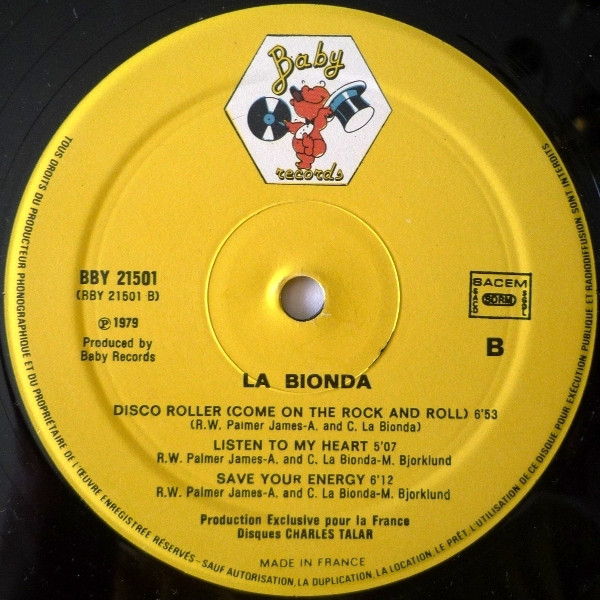 Baby
records
BBY 21501
(RBY 21501 B)
Ⓟ 1979
Produced by
Baby Records
SACEM
SACD
SDRM
SGDL
B
LA BIONDA
DISCO ROLLER (COME ON THE ROCK AND ROLL) 6'53
(R.W. Palmer James-A. and C. La Bionda)
LISTEN TO MY HEART 5'07
R.W. Palmer James-A. and C. La Bionda-M. Bjorklund
SAVE YOUR ENERGY 6'12
R.W. Palmer James-A. and C. La Bionda-M. Bjorklund
Production Exclusive pour la France
Disques CHARLES TALAR
MADE IN FRANCE
TOUS DROITS DU PRODUCTEUR PHONOGRAPHIQUE ET DU PROPRIÉTAIRE DE L'ŒUVRE ENREGISTRÉE RÉSERVÉS - SAUF AUTORISATION, LA DUPLICATION, LA LOCATION, LE PRÊT, L'UTILISATION DE CE DISQUE POUR EXÉCUTION PUBLIQUE ET RADIODIFFUSION SONT INTERDITS